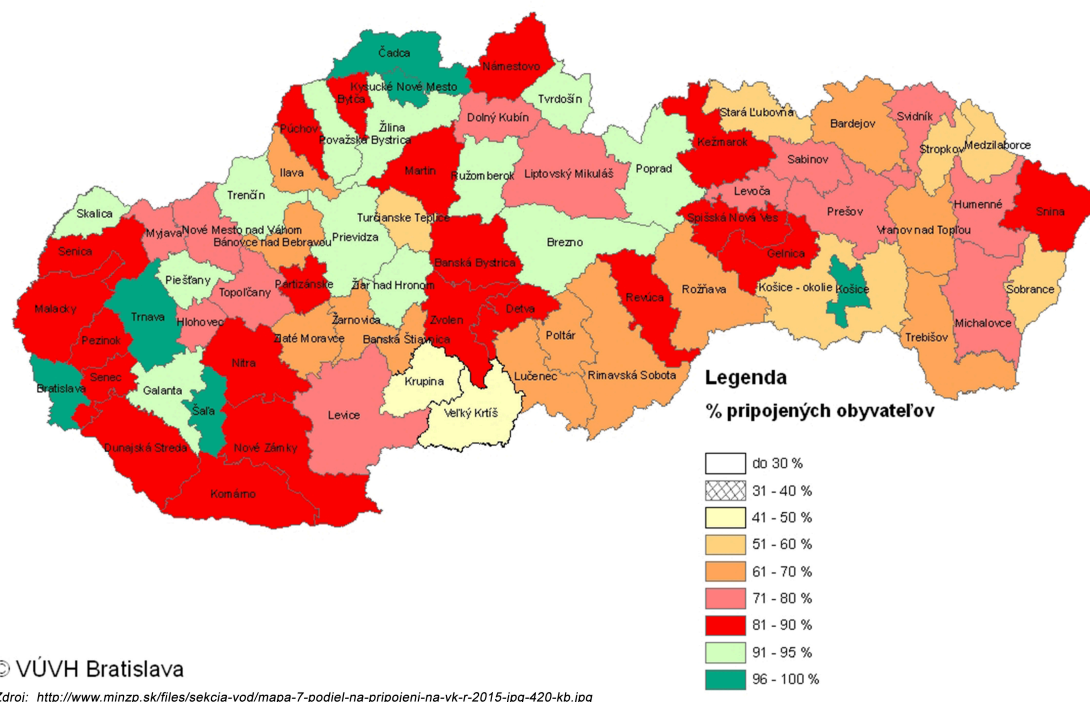 Čadca
Námestovo
Kysucké Nové Mesto
Bytča
Tvrdošín
Dolný Kubín
Stará Ľubovňa
Bardejov
Svidník
Púchov
Žilina
Považská Bystrica
Kežmarok
Stropkov
Medzilaborce
Ilava
Martin
Ružomberok
Liptovský Mikuláš
Poprad
Sabinov
Levoča
Trenčín
Skalica
Turčianske Teplice
Spišská Nová Ves
Prešov
Humenné
Snina
Myjava
Nové Mesto nad Váhom
Bánovce nad Bebravou
Prievidza
Brezno
Vranov nad Topľou
Senica
Banská Bystrica
Gelnica
Piešťany
Partizánske
Žiar nad Hronom
Topoľčany
Revúca
Rožňava
Košice - okolie
Košice
Sobrance
Malacky
Trnava
Hlohovec
Žarnovica
Zvolen
Detva
Michalovce
Pezinok
Zlaté Moravce
Banská Štiavnica
Poltár
Trebišov
Nitra
Senec
Bratislava
Galanta
Krupina
Lučenec
Rimavská Sobota
Šaľa
Levice
Veľký Krtíš
Dunajská Streda
Nové Zámky
Komárno
Legenda
% pripojených obyvateľov
do 30 %
31 - 40 %
41 - 50 %
51 - 60 %
61 - 70 %
71 - 80 %
81 - 90 %
91 - 95 %
96 - 100 %
© VÚVH Bratislava
Zdroj: http://www.minzp.sk/files/sekcia-vod/mapa-7-podiel-na-pripojeni-na-vk-r-2015-jpg-420-kb.jpg